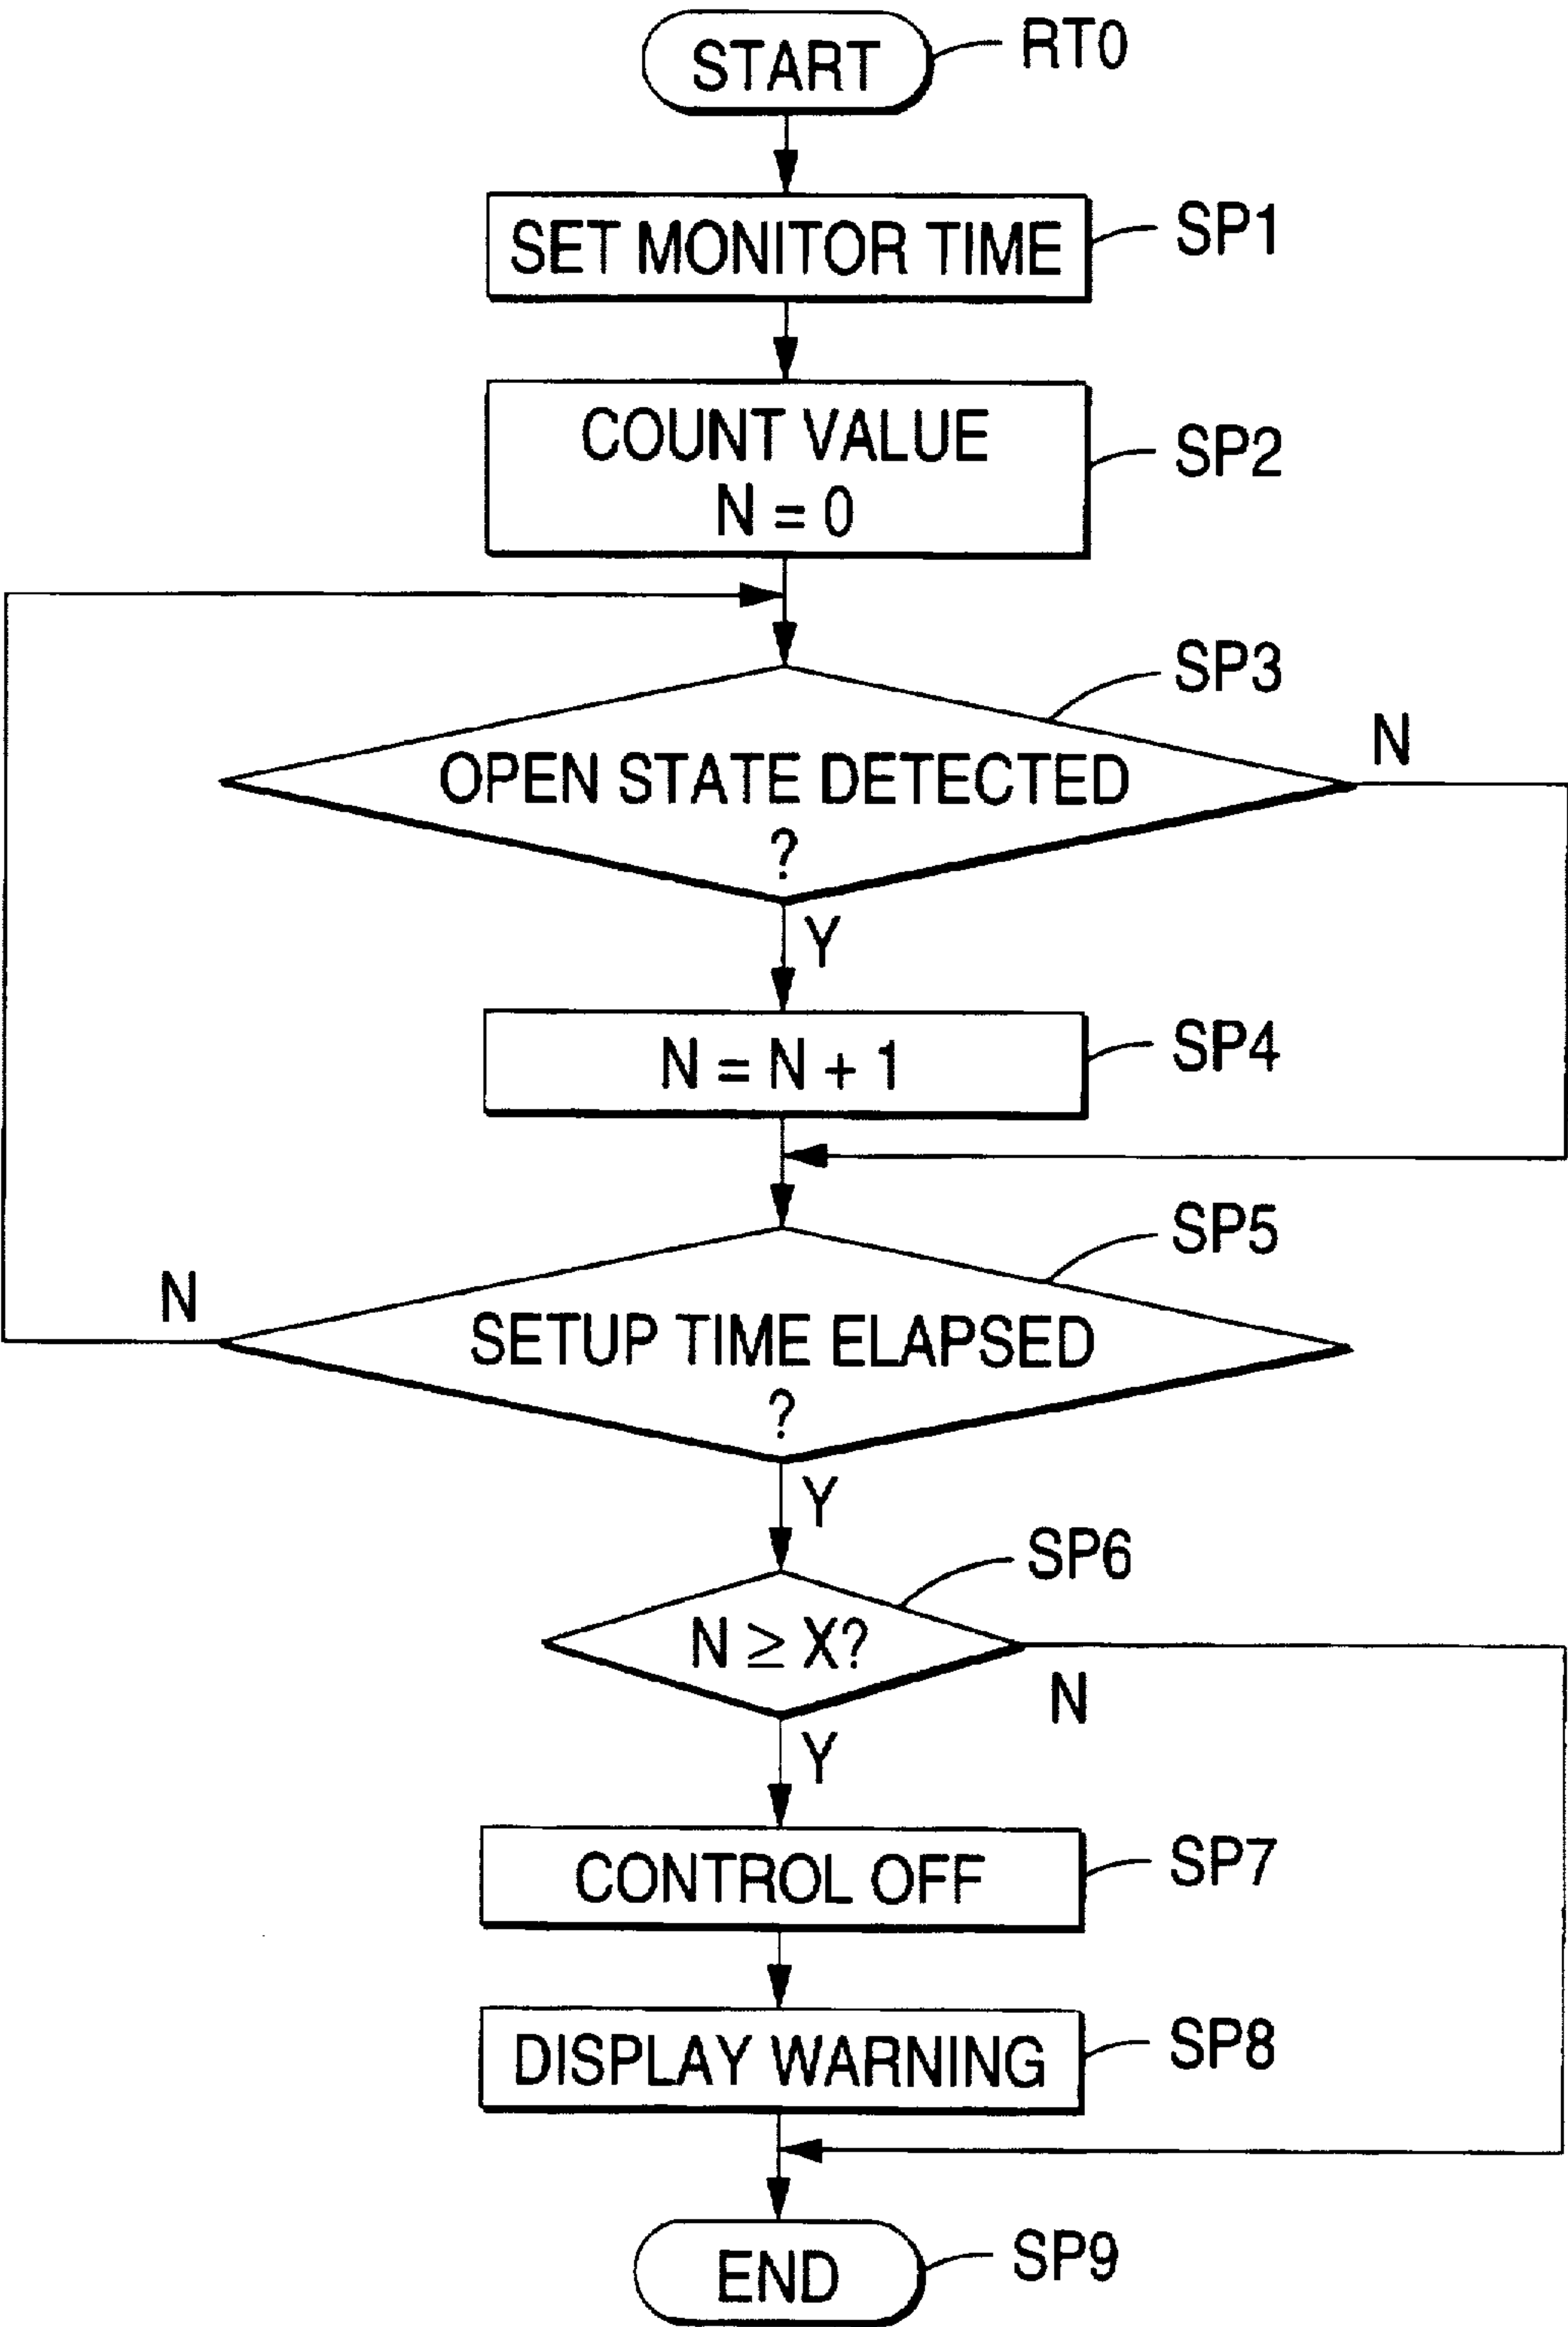 START
RT0
SET MONITOR TIME
SP1
COUNT VALUE
N = 0
SP2
SP3
OPEN STATE DETECTED
?
N
Y
N = N + 1
SP4
SP5
N
SETUP TIME ELAPSED
?
Y
SP6
N ≥ X?
N
Y
CONTROL OFF
SP7
DISPLAY WARNING
SP8
END
SP9